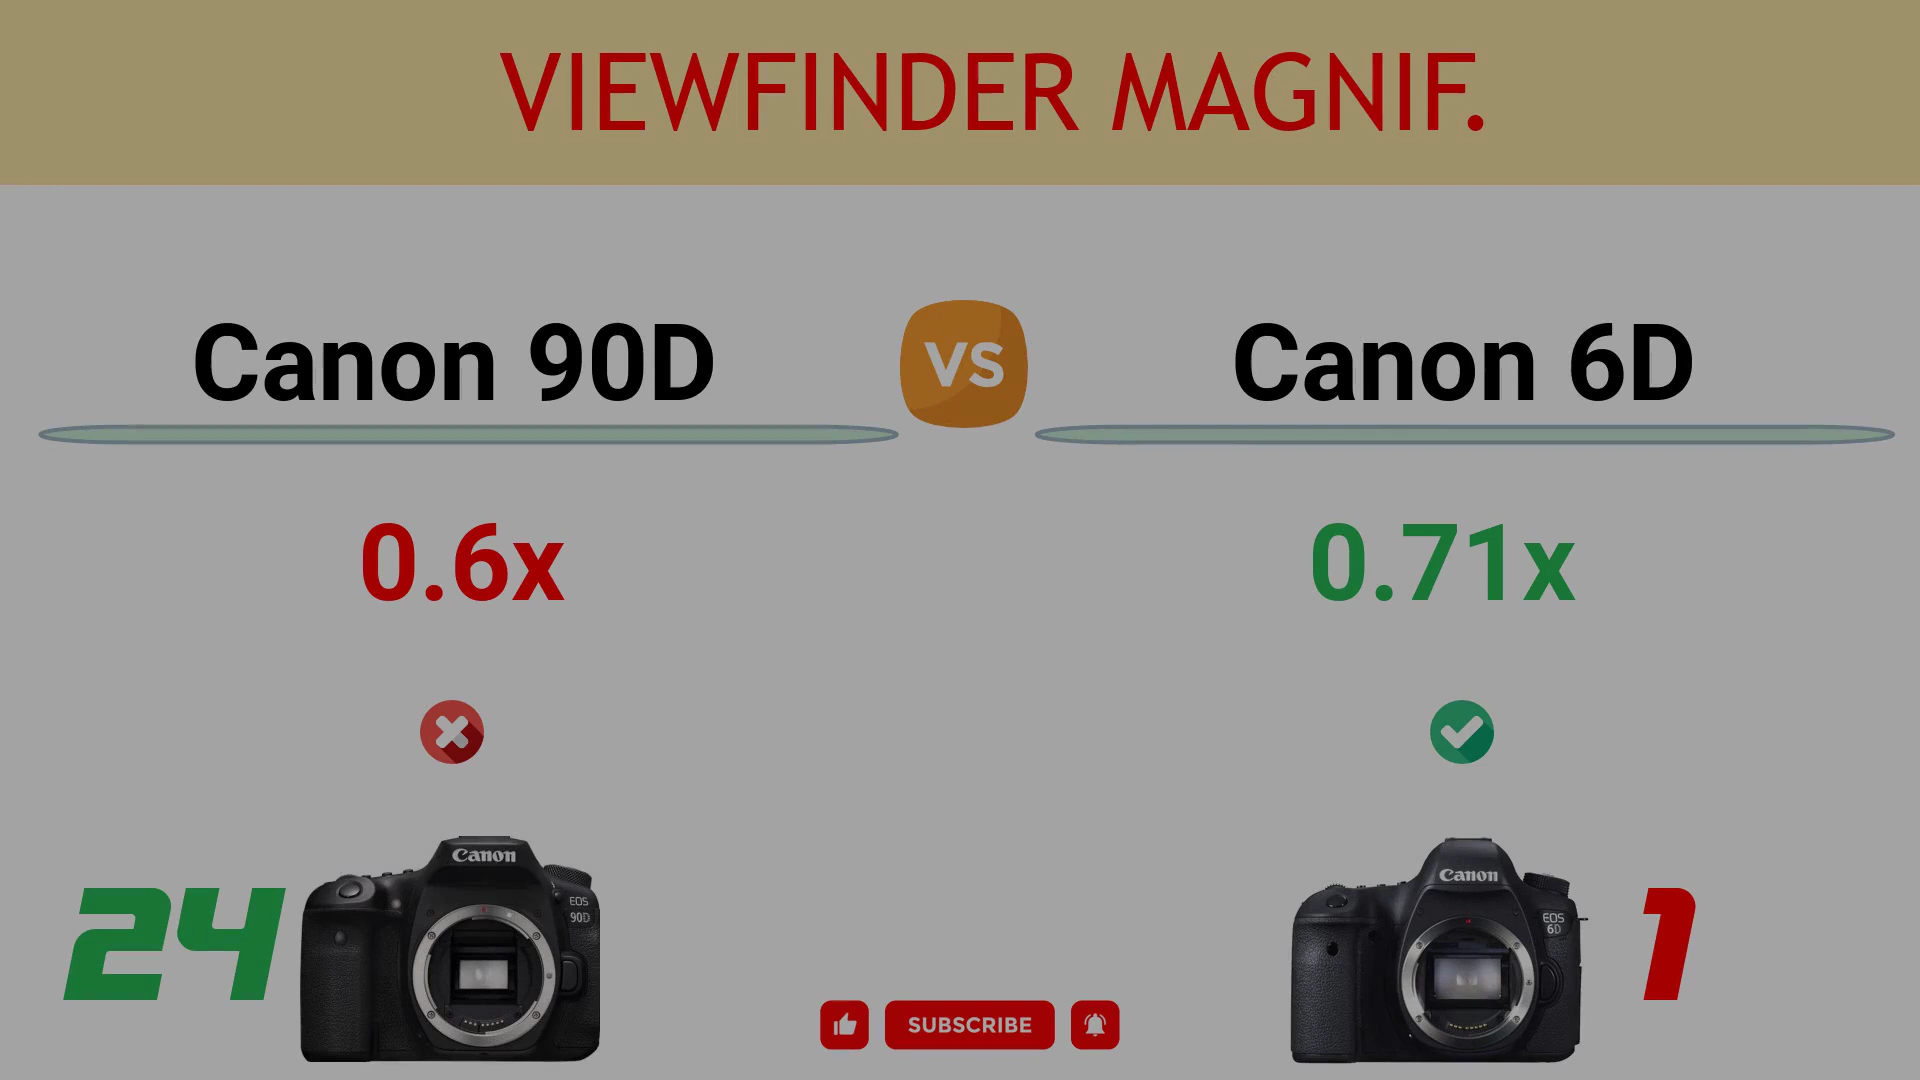 VIEWFINDER MAGNIF.
Canon 90D
VS
Canon 6D
0.6x
0.71x
24
Canon
EOS
90D
Canon
EOS
6D
1
SUBSCRIBE